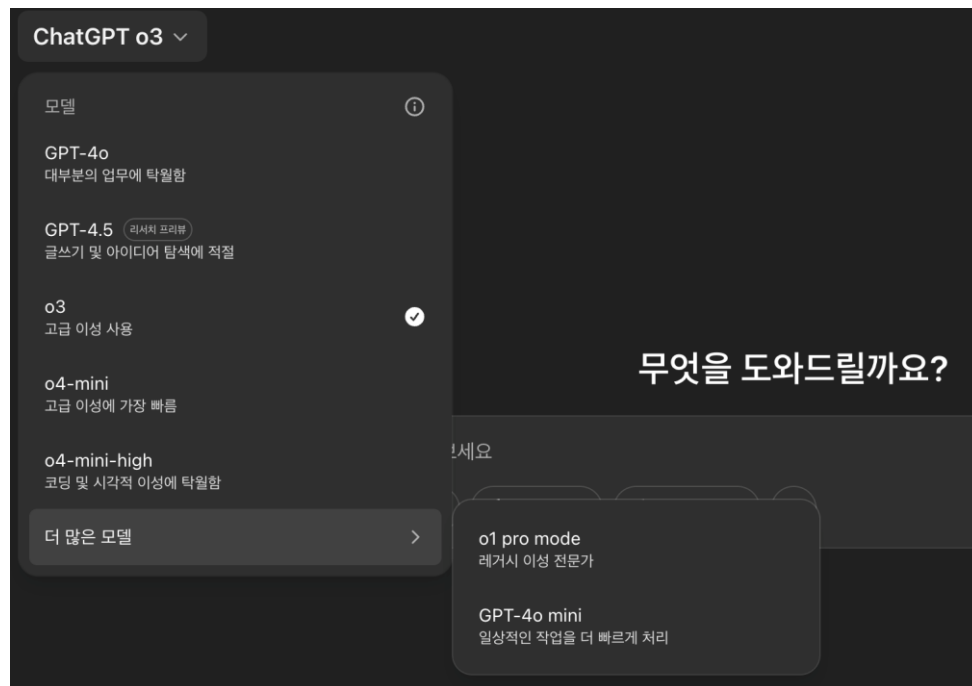 ChatGPT o3
모델
GPT-4o
대부분의 업무에 탁월함
GPT-4.5 리서치 프리뷰
글쓰기 및 아이디어 탐색에 적절
o3
고급 이성 사용
무엇을 도와드릴까요?
o4-mini
고급 이성에 가장 빠름
o4-mini-high
코딩 및 시각적 이성에 탁월함
세요
더 많은 모델
o1 pro mode
레거시 이성 전문가
GPT-4o mini
일상적인 작업을 더 빠르게 처리